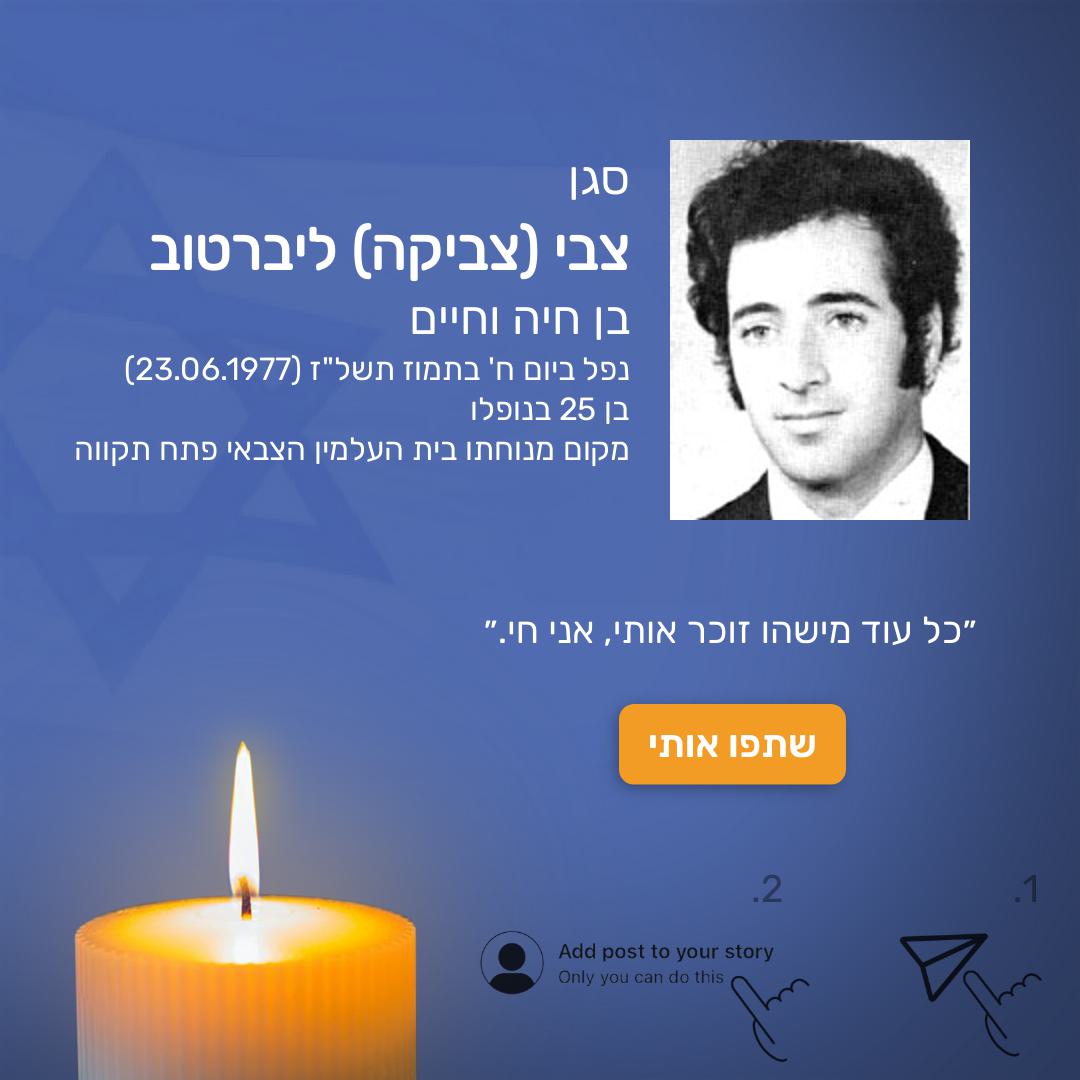 סגן
צבי (צביקה) ליברטוב
בן חיה וחיים
נפל ביום ח' בתמוז תשל"ז (23.06.1977)
בן 25 בנופלו
מקום מנוחתו בית העלמין הצבאי פתח תקווה
״כל עוד מישהו זוכר אותי, אני חי.״
שתפו אותי
1.
2.
Add post to your story
Only you can do this